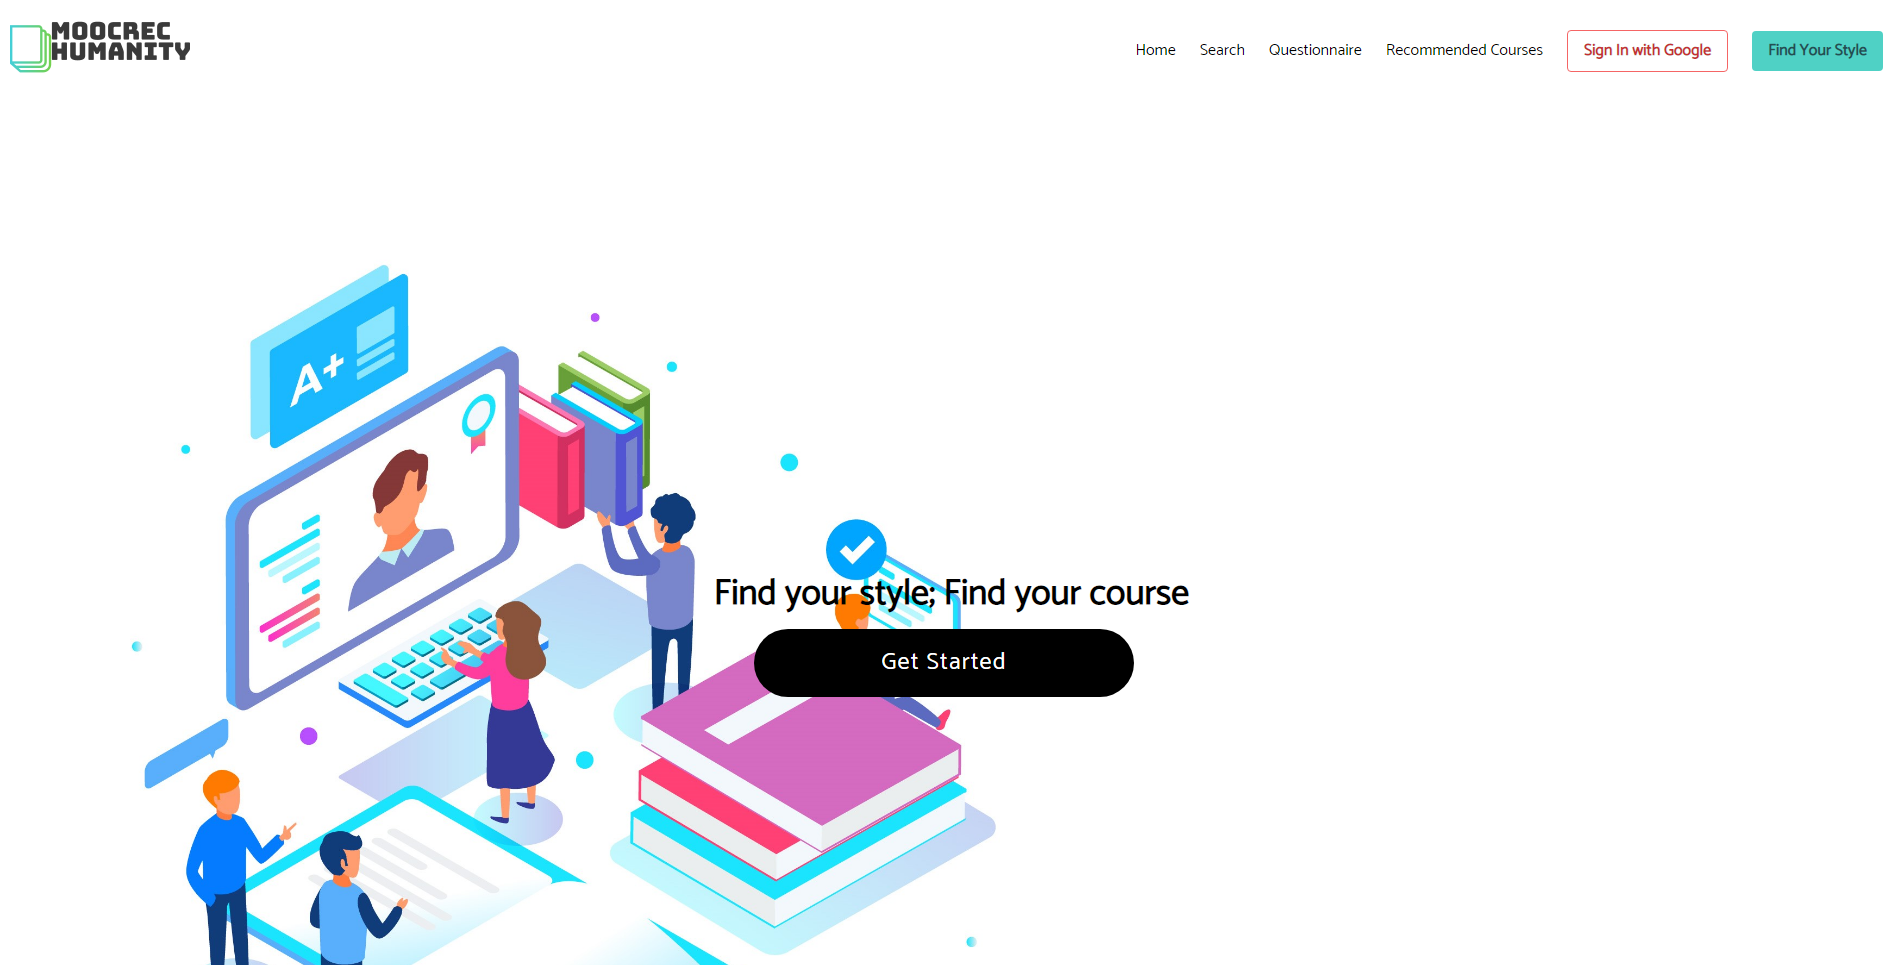 MOOCREC
HUMANITY
Home Search Questionnaire Recommended Courses Sign In with Google Find Your Style
A+
Find your style; Find your course
Get Started